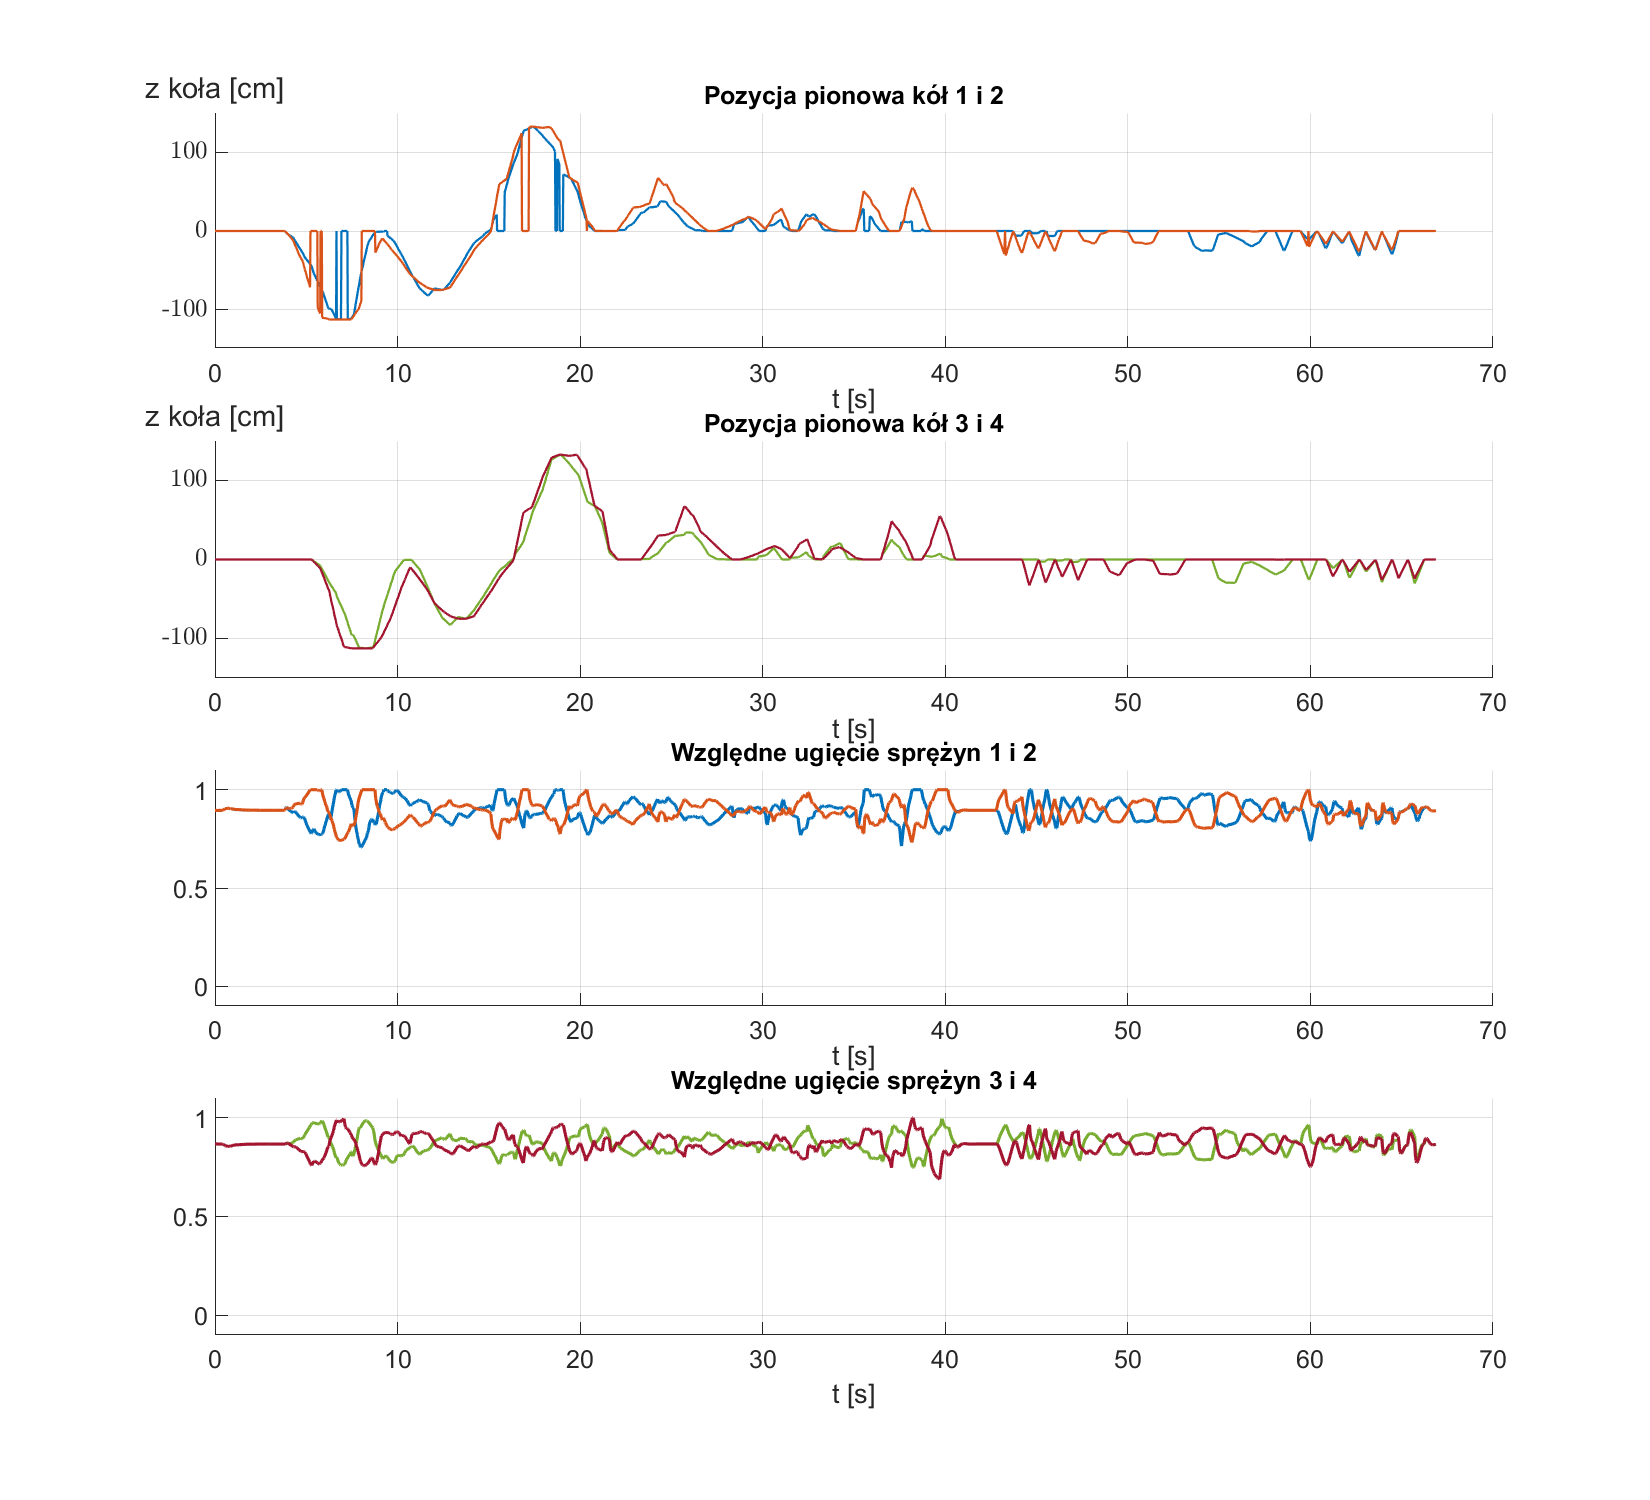 z koła [cm]
Pozycja pionowa kół 1 i 2
100
0
-100
0 10 20 30 40 50 60 70
t [s]
z koła [cm]
Pozycja pionowa kół 3 i 4
100
0
-100
0 10 20 30 40 50 60 70
t [s]
Względne ugięcie sprężyn 1 i 2
1
0.5
0
0 10 20 30 40 50 60 70
t [s]
Względne ugięcie sprężyn 3 i 4
1
0.5
0
0 10 20 30 40 50 60 70
t [s]